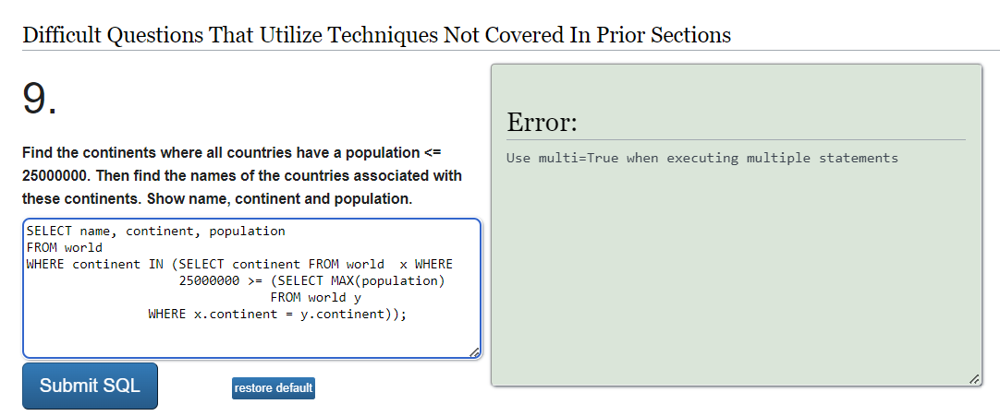 Difficult Questions That Utilize Techniques Not Covered In Prior Sections
9.
Find the continents where all countries have a population <=
25000000. Then find the names of the countries associated with
these continents. Show name, continent and population.
SELECT name, continent, population
FROM world
WHERE continent IN (SELECT continent FROM world  x WHERE
                    25000000 >= (SELECT MAX(population)
                                FROM world y
                WHERE x.continent = y.continent));
Submit SQL
restore default
Error:
Use multi=True when executing multiple statements